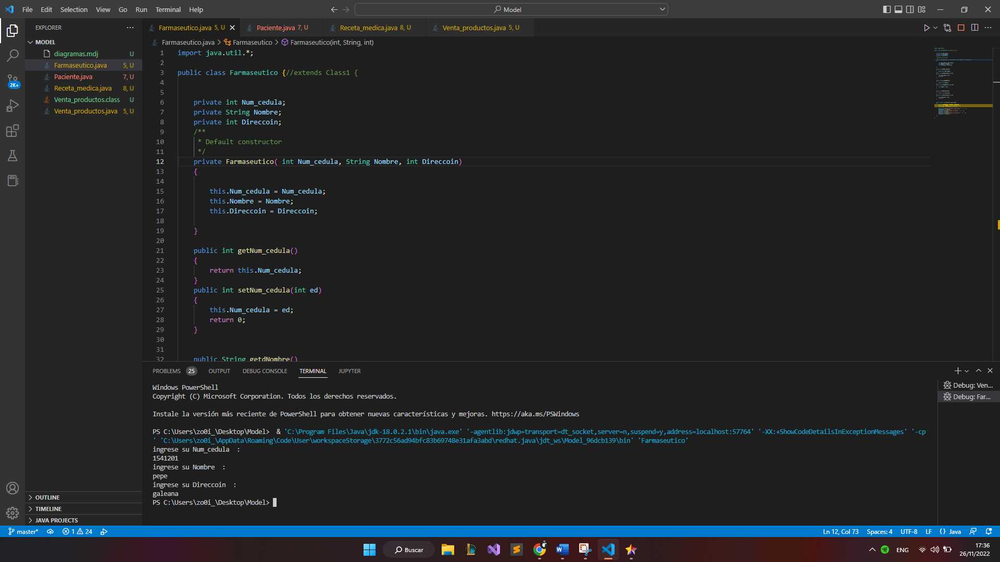 File Edit Selection View Go Run Terminal Help
Model
EXPLORER
MODEL
diagramas.mdj U
Farmaseutico.java 5, U
Paciente.java 7, U
Receta_medica.java 8, U
Venta_productos.class U
Venta_productos.java 5, U
2K+
OUTLINE
TIMELINE
JAVA PROJECTS
Farmaseutico.java 5, U
Paciente.java 7, U
Receta_medica.java 8, U
Venta_productos.java 5, U
Farmaseutico.java > Farmaseutico > Farmaseutico(int, String, int)
1 import java.util.*;
2
3 public class Farmaseutico {//extends Class1 {
4
5
6 private int Num_cedula;
7 private String Nombre;
8 private int Direccoin;
9 /**
10 * Default constructor
11 */
12 private Farmaseutico( int Num_cedula, String Nombre, int Direccoin)
13 {
14
15 this.Num_cedula = Num_cedula;
16 this.Nombre = Nombre;
17 this.Direccoin = Direccoin;
18
19 }
20
21 public int getNum_cedula()
22 {
23 return this.Num_cedula;
24 }
25 public int setNum_cedula(int ed)
26 {
27 this.Num_cedula = ed;
28 return 0;
29 }
30
31
32 public String getdNombre()
PROBLEMS 25 OUTPUT DEBUG CONSOLE TERMINAL JUPYTER
Windows PowerShell
Copyright (C) Microsoft Corporation. Todos los derechos reservados.
Instale la versión más reciente de PowerShell para obtener nuevas características y mejoras. https://aka.ms/PSWindows
PS C:\Users\zo0i_\Desktop\Model>  & 'C:\Program Files\Java\jdk-18.0.2.1\bin\java.exe' '-agentlib:jdwp=transport=dt_socket,server=n,suspend=y,address=localhost:57764' '-XX:+ShowCodeDetailsInExceptionMessages' '-cp
' 'C:\Users\zo0i_\AppData\Roaming\Code\User\workspaceStorage\3772c56ad94bfc83b69748e31afa3abd\redhat.java\jdt_ws\Model_96dcb139\bin' 'Farmaseutico'
ingrese su Num_cedula  :
1541201
ingrese su Nombre  :
pepe
ingrese su Direccoin  :
galeana
PS C:\Users\zo0i_\Desktop\Model>
Debug: Ven...
Debug: Far...
master* 1 24
Ln 12, Col 73 Spaces: 4 UTF-8 LF {} Java
Buscar
ENG
17:36
26/11/2022